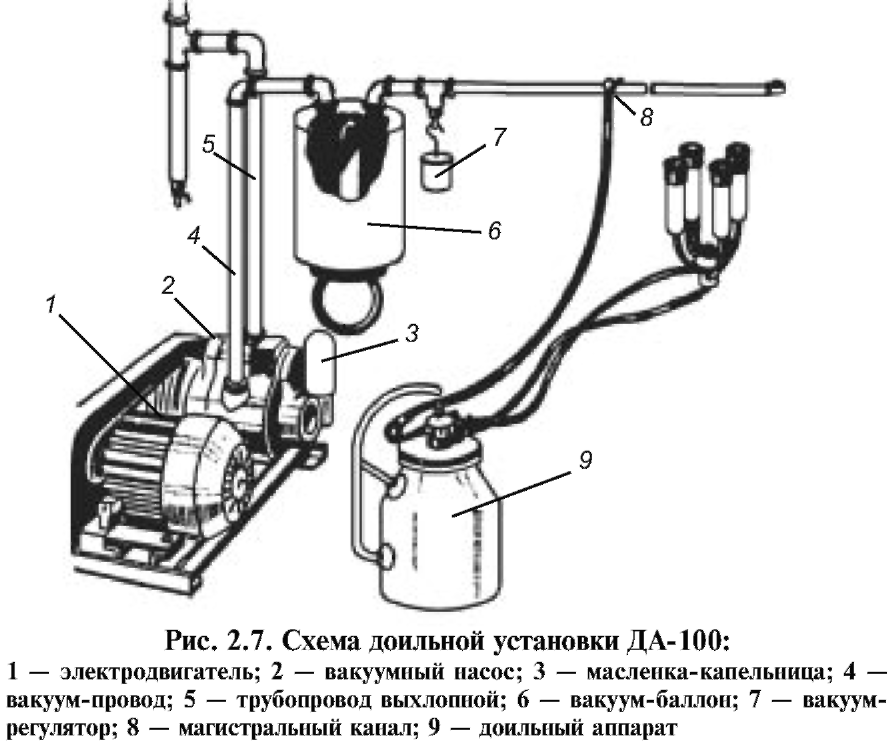 5
7
8
6
4
2
1
3
9
Рис. 2.7. Схема доильной установки ДА-100:
1 — электродвигатель; 2 — вакуумный насос; 3 — масленка-капельница; 4 —
вакуум-провод; 5 — трубопровод выхлопной; 6 — вакуум-баллон; 7 — вакуум-
регулятор; 8 — магистральный канал; 9 — доильный аппарат